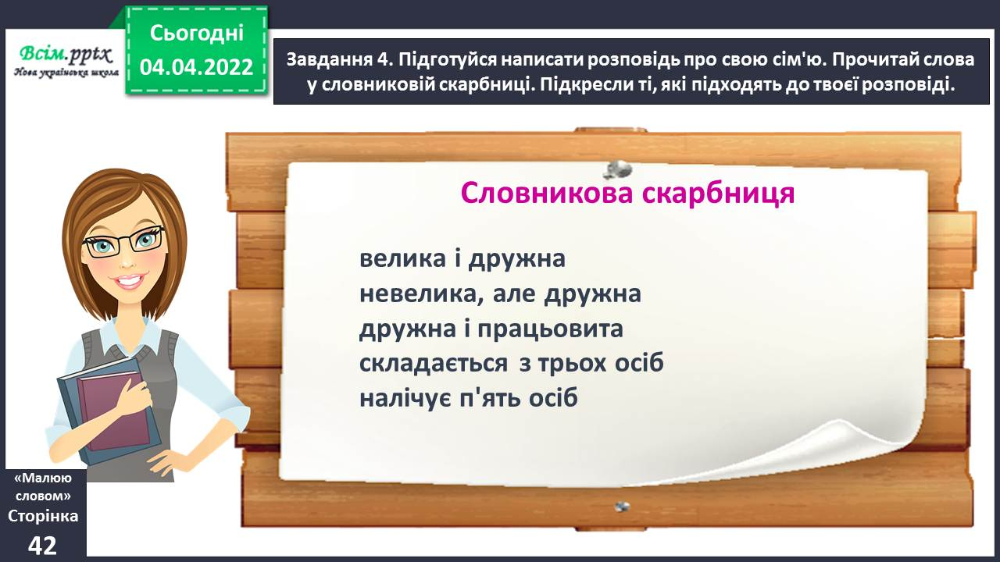 Всім.pptx
Нова українська школа
Сьогодні
04.04.2022
Завдання 4. Підготуйся написати розповідь про свою сім'ю. Прочитай слова
у словниковій скарбниці. Підкресли ті, які підходять до твоєї розповіді.
Словникова скарбниця
велика і дружна
невелика, але дружна
дружна і працьовита
складається з трьох осіб
налічує п'ять осіб
«Малюю
словом»
Сторінка
42